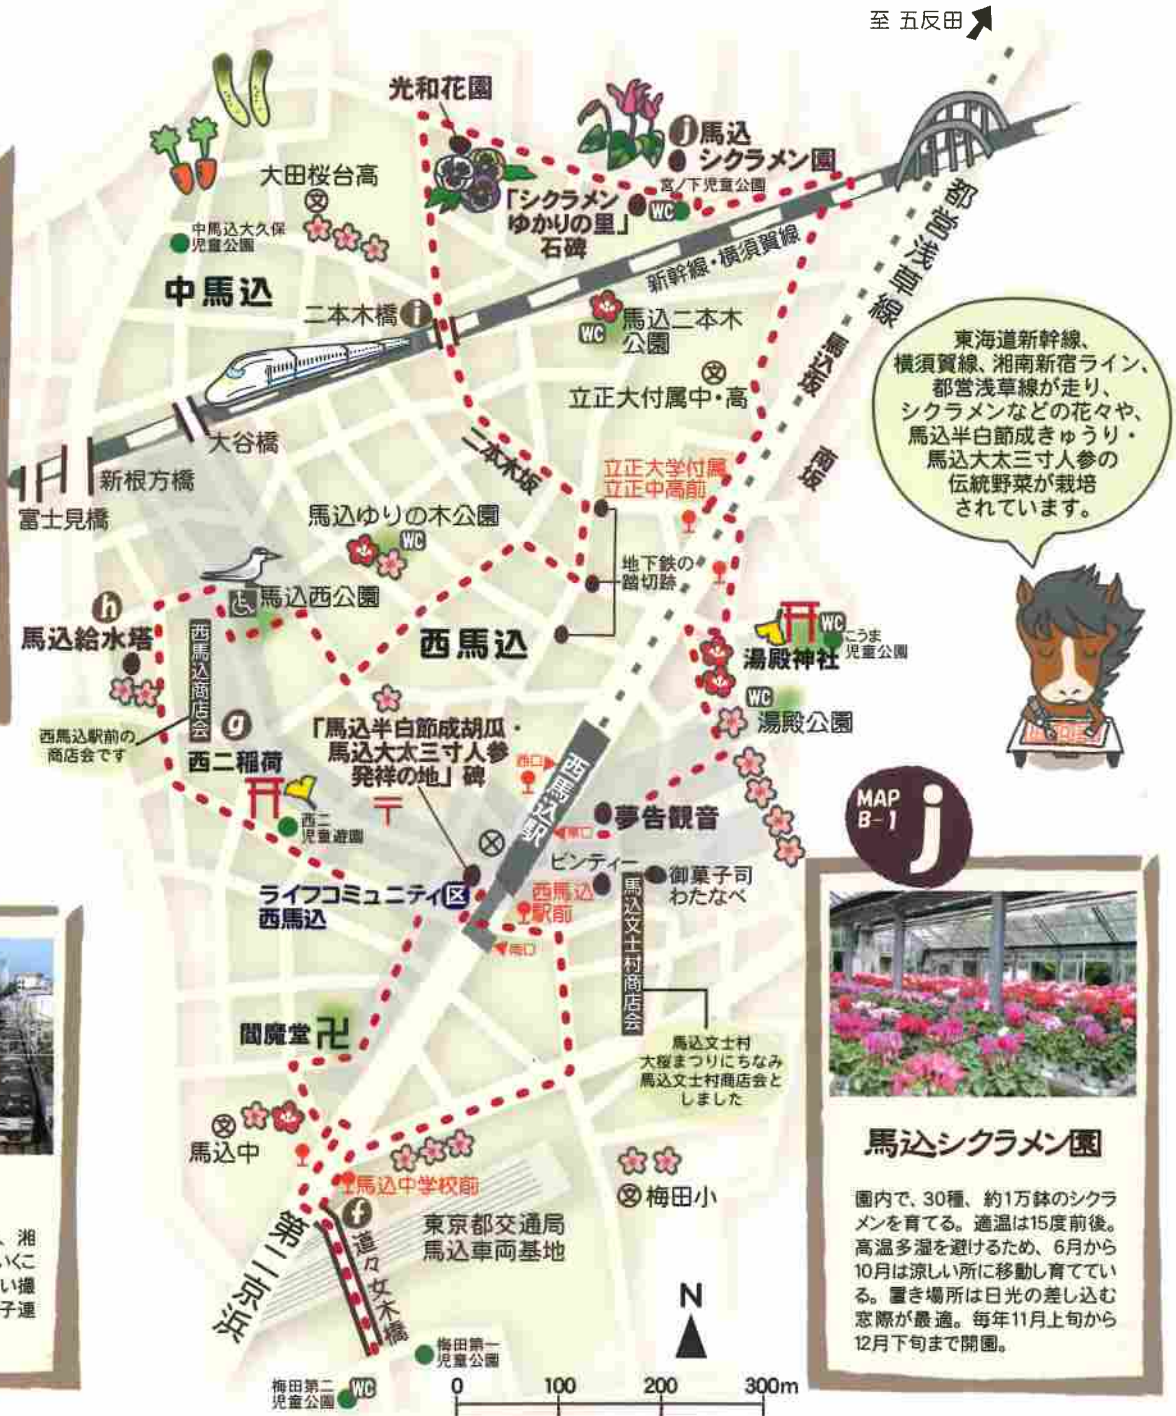 至 五反田
光和花園
j 馬込
シクラメン園
宮ノ下児童公園
WC
「シクラメン
ゆかりの里」
石碑
大田桜台高
文
中馬込大久保
児童公園
中馬込
二本木橋 i
新幹線・横須賀線
都営浅草線
馬込坂
南坂
WC
馬込二本木
公園
文
立正大付属中・高
大谷橋
新根方橋
富士見橋
二本木坂
立正大学付属
立正中高前
地下鉄の
踏切跡
東海道新幹線、
横須賀線、湘南新宿ライン、
都営浅草線が走り、
シクラメンなどの花々や、
馬込半白節成きゅうり・
馬込大太三寸人参の
伝統野菜が栽培
されています。
馬込ゆりの木公園
WC
馬込西公園
h
馬込給水塔
西馬込商店会
西馬込駅前の
商店会です
西馬込
WC
こうま
児童公園
湯殿神社
WC
湯殿公園
g
西二稲荷
西二
児童遊園
「馬込半白節成胡瓜・
馬込大太三寸人参
発祥の地」碑
〒
西口
西馬込駅
東口
夢告観音
ビンティー
御菓子司
わたなべ
ライフコミュニティ 区
西馬込
西馬込
駅前
南口
馬込文士村商店会
馬込文士村
大桜まつりにちなみ
馬込文士村商店会と
しました
閻魔堂 卍
文
馬込中
馬込中学校前
f
道々女木橋
第二京浜
東京都交通局
馬込車両基地
文 梅田小
梅田第一
児童公園
梅田第二
児童公園
WC
N
0 100 200 300m
MAP
B-1
j
馬込シクラメン園
園内で、30種、約1万鉢のシクラ
メンを育てる。適温は15度前後。
高温多湿を避けるため、6月から
10月は涼しい所に移動し育ててい
る。置き場所は日光の差し込む
窓際が最適。毎年11月上旬から
12月下旬まで開園。
、湘
いくこ
い撮
子連